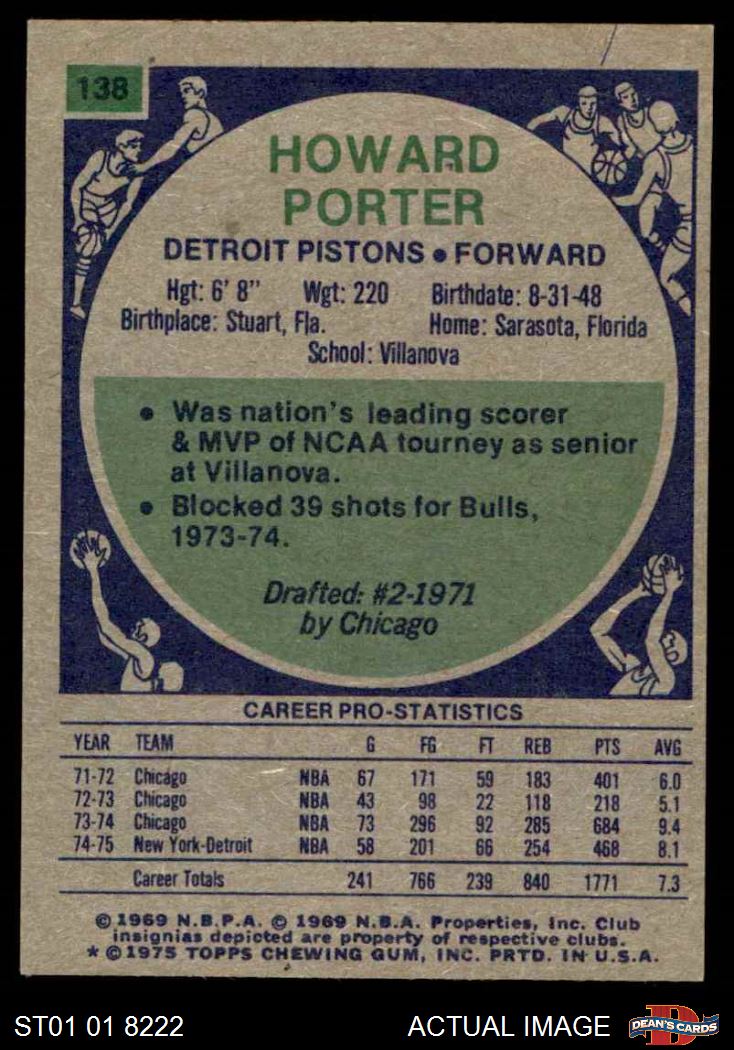 138
HOWARD
PORTER
DETROIT PISTONS • FORWARD
Hgt: 6' 8" Wgt: 220 Birthdate: 8-31-48
Birthplace: Stuart, Fla. Home: Sarasota, Florida
School: Villanova
• Was nation's leading scorer
& MVP of NCAA tourney as senior
at Villanova.
• Blocked 39 shots for Bulls,
1973-74.
Drafted: #2-1971
by Chicago
CAREER PRO-STATISTICS
YEAR TEAM G FG FT REB PTS AVG
71-72 Chicago NBA 67 171 59 183 401 6.0
72-73 Chicago NBA 43 98 22 118 218 5.1
73-74 Chicago NBA 73 296 92 285 684 9.4
74-75 New York-Detroit NBA 58 201 66 254 468 8.1
Career Totals 241 766 239 840 1771 7.3
© 1969 N.B.P.A. © 1969 N.B.A. Properties, Inc. Club
insignias depicted are property of respective clubs.
* © 1975 TOPPS CHEWING GUM, INC. PRTD. IN U.S.A.
ST01 01 8222 ACTUAL IMAGE DEAN'S CARDS